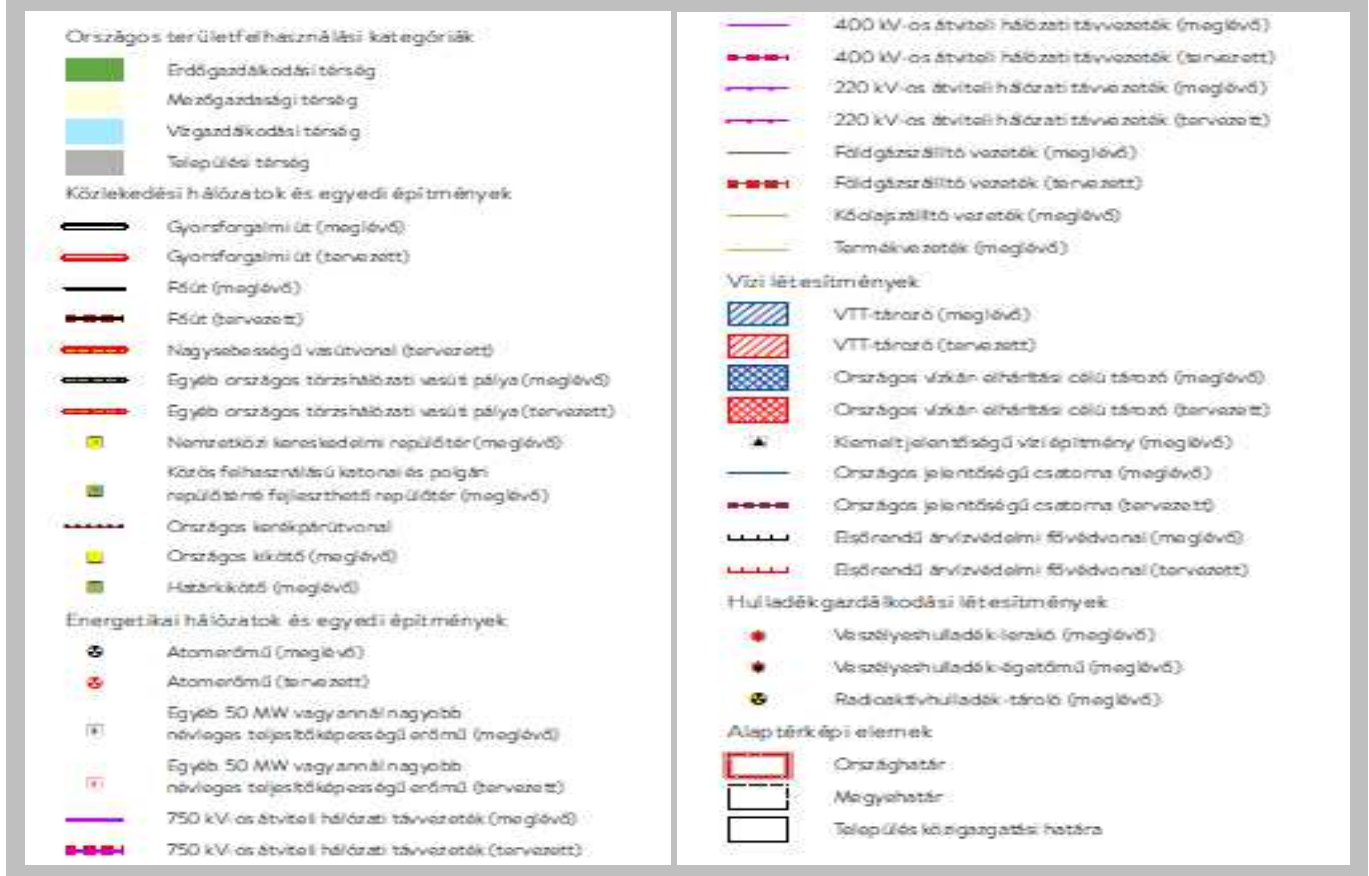 Országos területfelhasználási kategóriák
Erdőgazdálkodási térség
Mezőgazdasági térség
Vízgazdálkodási térség
Települési térség
Közlekedési hálózatok és egyedi építmények
Gyorsforgalmi út (meglévő)
Gyorsforgalmi út (tervezett)
Főút (meglévő)
Főút (tervezett)
Nagysebességű vasútvonal (tervezett)
Egyéb országos törzshálózati vasúti pálya (meglévő)
Egyéb országos törzshálózati vasúti pálya (tervezett)
Nemzetközi kereskedelmi repülőtér (meglévő)
Közös felhasználású katonai és polgári
repülőtérré fejleszthető repülőtér (meglévő)
Országos kerékpárútvonal
Országos kikötő (meglévő)
Határkikötő (meglévő)
Energetikai hálózatok és egyedi építmények
Atomerőmű (meglévő)
Atomerőmű (tervezett)
Egyéb 50 MW vagy annál nagyobb
névleges teljesítőképességű erőmű (meglévő)
Egyéb 50 MW vagy annál nagyobb
névleges teljesítőképességű erőmű (tervezett)
750 kV-os átviteli hálózati távvezeték (meglévő)
750 kV-os átviteli hálózati távvezeték (tervezett)
400 kV-os átviteli hálózati távvezeték (meglévő)
400 kV-os átviteli hálózati távvezeték (tervezett)
220 kV-os átviteli hálózati távvezeték (meglévő)
220 kV-os átviteli hálózati távvezeték (tervezett)
Földgázszállító vezeték (meglévő)
Földgázszállító vezeték (tervezett)
Kőolajszállító vezeték (meglévő)
Termékvezeték (meglévő)
Vízi létesítmények
VTT-tározó (meglévő)
VTT-tározó (tervezett)
Országos vízkár elhárítási célú tározó (meglévő)
Országos vízkár elhárítási célú tározó (tervezett)
Kiemelt jelentőségű vízi építmény (meglévő)
Országos jelentőségű csatorna (meglévő)
Országos jelentőségű csatorna (tervezett)
Elsőrendű árvízvédelmi fővédvonal (meglévő)
Elsőrendű árvízvédelmi fővédvonal (tervezett)
Hulladékgazdálkodási létesítmények
Veszélyeshulladék-lerakó (meglévő)
Veszélyeshulladék-égetőmű (meglévő)
Radioaktívhulladék-tároló (meglévő)
Alaptérképi elemek
Országhatár
Megyehatár
Település közigazgatási határa